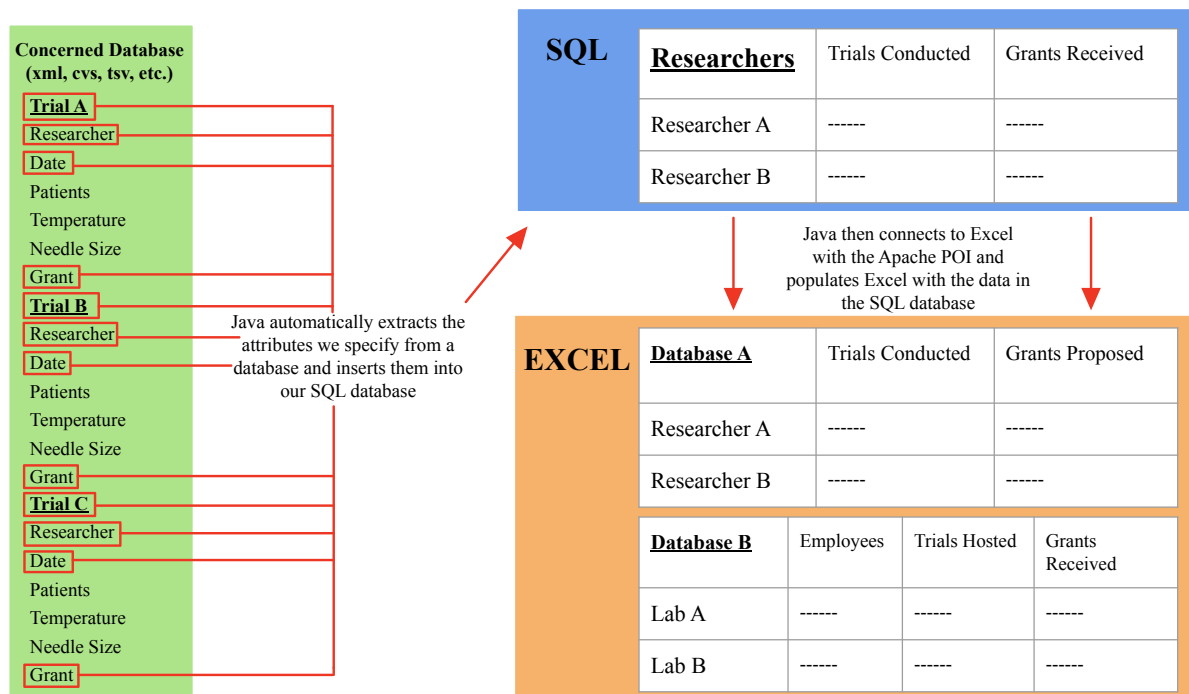 Concerned Database
(xml, cvs, tsv, etc.)
Trial A
Researcher
Date
Patients
Temperature
Needle Size
Grant
Trial B
Researcher
Date
Patients
Temperature
Needle Size
Grant
Trial C
Researcher
Date
Patients
Temperature
Needle Size
Grant
Java automatically extracts the
attributes we specify from a
database and inserts them into
our SQL database
SQL
Researchers Trials Conducted Grants Received
Researcher A ------ ------
Researcher B ------ ------
Java then connects to Excel
with the Apache POI and
populates Excel with the data in
the SQL database
EXCEL
Database A Trials Conducted Grants Proposed
Researcher A ------ ------
Researcher B ------ ------
Database B Employees Trials Hosted Grants
Received
Lab A ------ ------ ------
Lab B ------ ------ ------